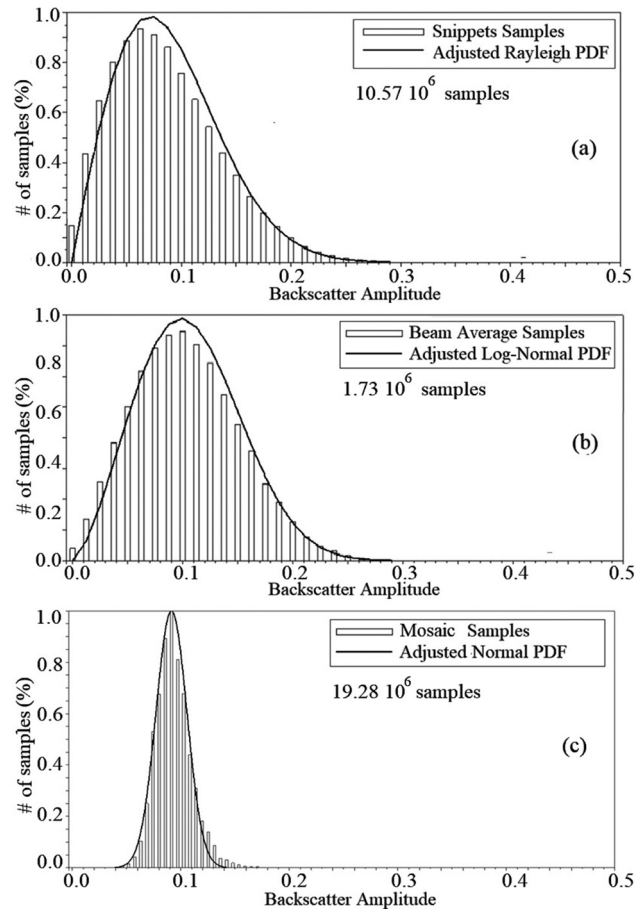 1.0
0.8
0.6
0.4
0.2
0.0
# of samples (%)
Snippets Samples
Adjusted Rayleigh PDF
10.57 10^6 samples
(a)
0.0 0.1 0.2 0.3 0.4 0.5
Backscatter Amplitude
1.0
0.8
0.6
0.4
0.2
0.0
# of samples (%)
Beam Average Samples
Adjusted Log-Normal PDF
1.73 10^6 samples
(b)
0.0 0.1 0.2 0.3 0.4 0.5
Backscatter Amplitude
1.0
0.8
0.6
0.4
0.2
0.0
# of samples (%)
Mosaic Samples
Adjusted Normal PDF
19.28 10^6 samples
(c)
0.0 0.1 0.2 0.3 0.4 0.5
Backscatter Amplitude